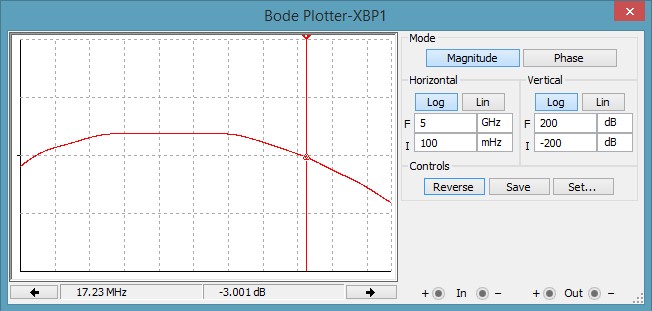 Bode Plotter-XBP1
Mode
Magnitude Phase
Horizontal Vertical
Log Lin Log Lin
F 5 GHz F 200 dB
I 100 mHz I -200 dB
Controls
Reverse Save Set...
17.23 MHz -3.001 dB
+ In − + Out −